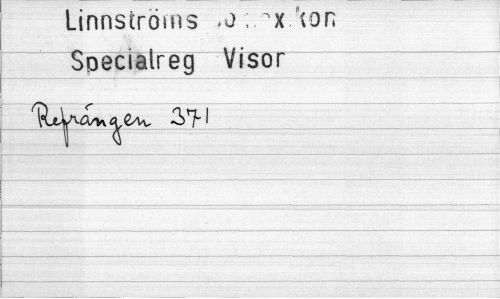 Linnströms
Specialreg Visor
Refrängen 371